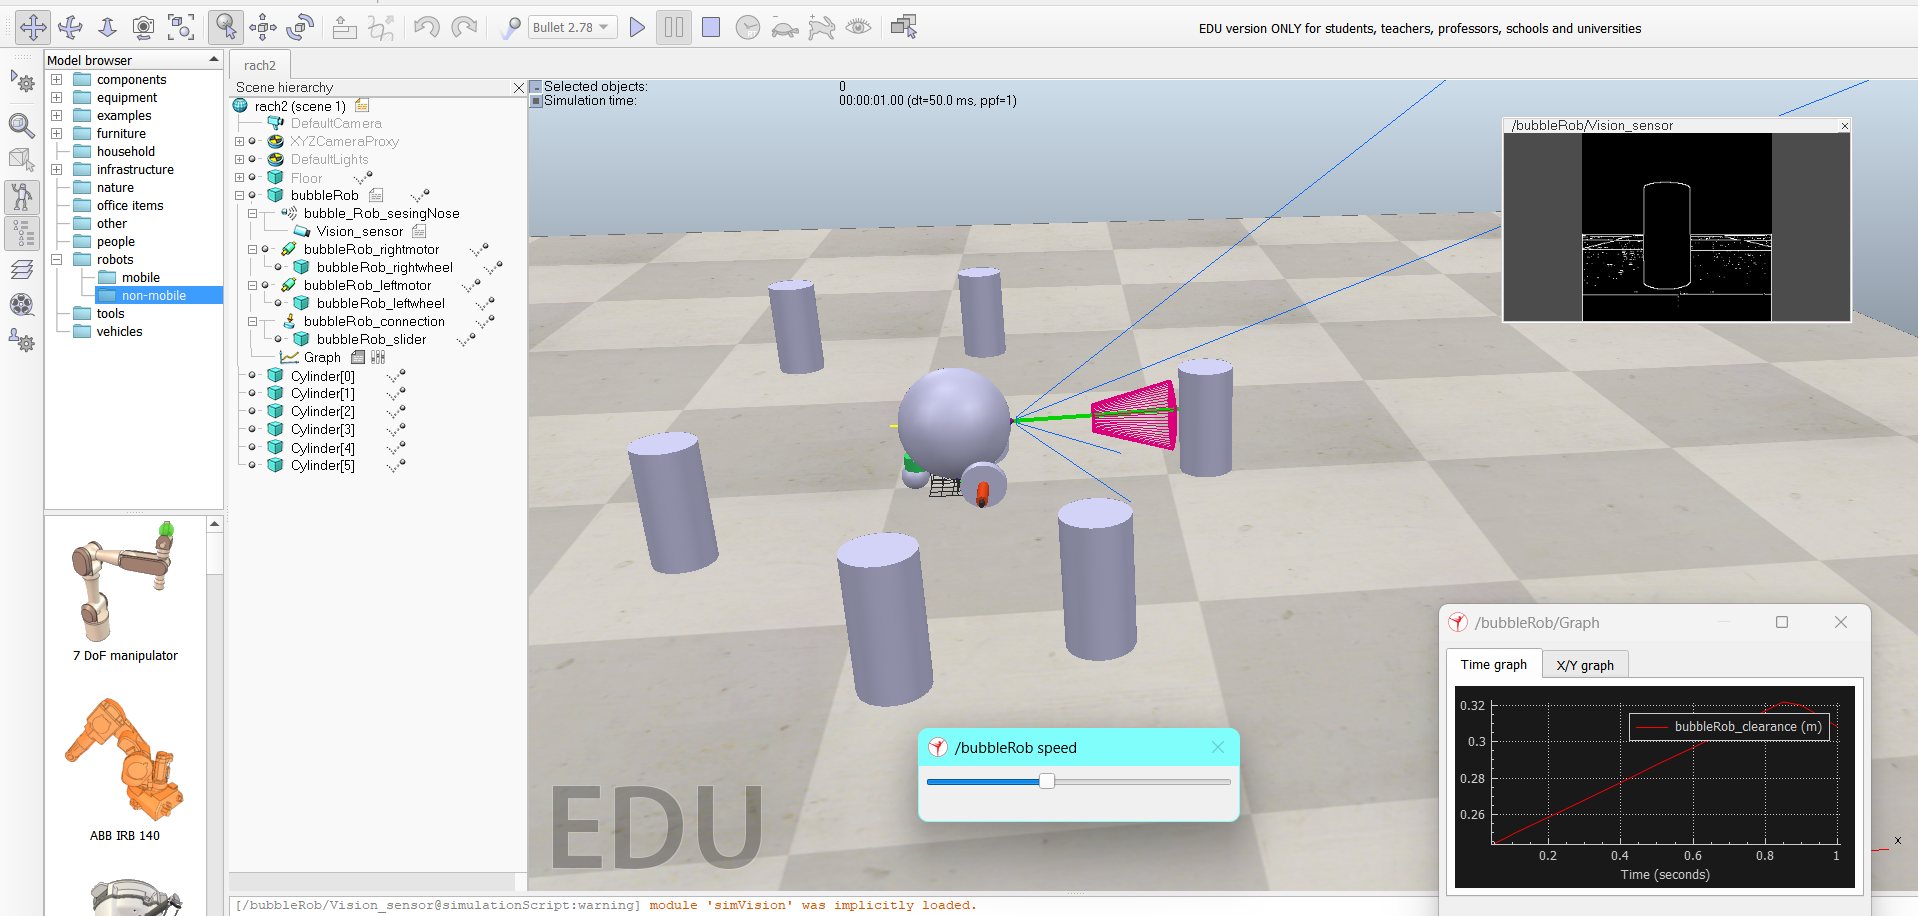 Bullet 2.78
EDU version ONLY for students, teachers, professors, schools and universities
Model browser
components
equipment
examples
furniture
household
infrastructure
nature
office items
other
people
robots
mobile
non-mobile
tools
vehicles
7 DoF manipulator
ABB IRB 140
rach2
Scene hierarchy
rach2 (scene 1)
DefaultCamera
XYZCameraProxy
DefaultLights
Floor
bubbleRob
bubble_Rob_sesingNose
Vision_sensor
bubbleRob_rightmotor
bubbleRob_rightwheel
bubbleRob_leftmotor
bubbleRob_leftwheel
bubbleRob_connection
bubbleRob_slider
Graph
Cylinder[0]
Cylinder[1]
Cylinder[2]
Cylinder[3]
Cylinder[4]
Cylinder[5]
Selected objects: 0
Simulation time: 00:00:01.00 (dt=50.0 ms, ppf=1)
/bubbleRob/Vision_sensor
/bubbleRob speed
EDU
/bubbleRob/Graph
Time graph X/Y graph
bubbleRob_clearance (m)
0.32
0.3
0.28
0.26
0.2 0.4 0.6 0.8 1
Time (seconds)
x
[/bubbleRob/Vision_sensor@simulationScript:warning] module 'simVision' was implicitly loaded.